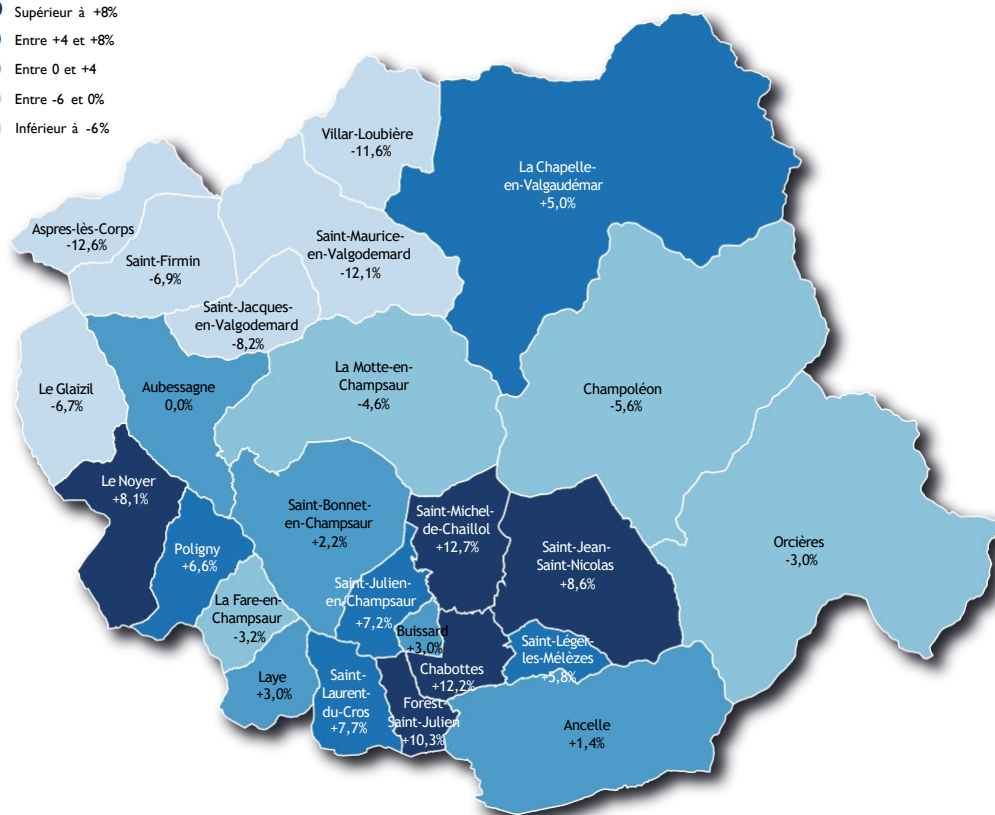 Supérieur à +8%
Entre +4 et +8%
Entre 0 et +4
Entre -6 et 0%
Inférieur à -6%
Villar-Loubière
-11,6%
La Chapelle-
en-Valgaudémar
+5,0%
Aspres-lès-Corps
-12,6%
Saint-Firmin
-6,9%
Saint-Maurice-
en-Valgodemard
-12,1%
Saint-Jacques-
en-Valgodemard
-8,2%
Le Glaizil
-6,7%
Aubessagne
0,0%
La Motte-en-
Champsaur
-4,6%
Champoléon
-5,6%
Le Noyer
+8,1%
Saint-Bonnet-
en-Champsaur
+2,2%
Saint-Michel-
de-Chaillol
+12,7%
Saint-Jean-
Saint-Nicolas
+8,6%
Orcières
-3,0%
Poligny
+6,6%
La Fare-en-
Champsaur
-3,2%
Saint-Julien-
en-Champsaur
+7,2%
Buissard
+3,0%
Saint-Léger-
les-Mélèzes
+5,8%
Chabottes
+12,2%
Laye
+3,0%
Saint-
Laurent-
du-Cros
+7,7%
Forest-
Saint-Julien
+10,3%
Ancelle
+1,4%